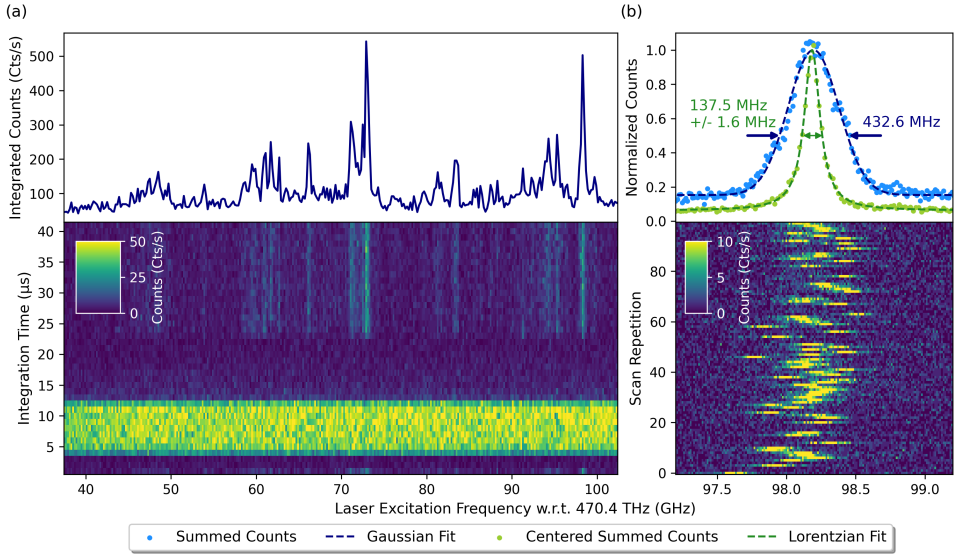 (a)
(b)
Integrated Counts (Cts/s)
500
400
300
200
100
Normalized Counts
1.0
0.8
0.6
0.4
0.2
0.0
137.5 MHz
+/- 1.6 MHz
432.6 MHz
Integration Time (μs)
40
35
30
25
20
15
10
5
50
25
0
Counts (Cts/s)
Scan Repetition
80
60
40
20
0
10
5
0
Counts (Cts/s)
40 50 60 70 80 90 100
97.5 98.0 98.5 99.0
Laser Excitation Frequency w.r.t. 470.4 THz (GHz)
Summed Counts Gaussian Fit Centered Summed Counts Lorentzian Fit